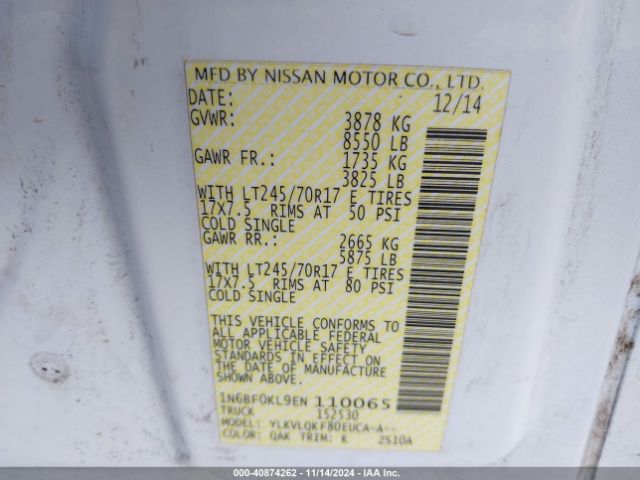 MFD BY NISSAN MOTOR CO., LTD.
DATE: 12/14
GVWR: 3878 KG
8550 LB
GAWR FR.: 1735 KG
3825 LB
WITH LT245/70R17 E TIRES
17X7.5 RIMS AT 50 PSI
COLD SINGLE
GAWR RR.: 2665 KG
5875 LB
WITH LT245/70R17 E TIRES
17X7.5 RIMS AT 80 PSI
COLD SINGLE
THIS VEHICLE CONFORMS TO
ALL APPLICABLE FEDERAL
MOTOR VEHICLE SAFETY
STANDARDS IN EFFECT ON
THE DATE OF MANUFACTURE
SHOWN ABOVE.
1N6BF0KL9EN 110065
TRUCK 152530
MODEL: YLKVLQKF80EUCA-A--
COLOR: QAK TRIM: K 2S10A
000-40874262 - 11/14/2024 - IAAI.COM